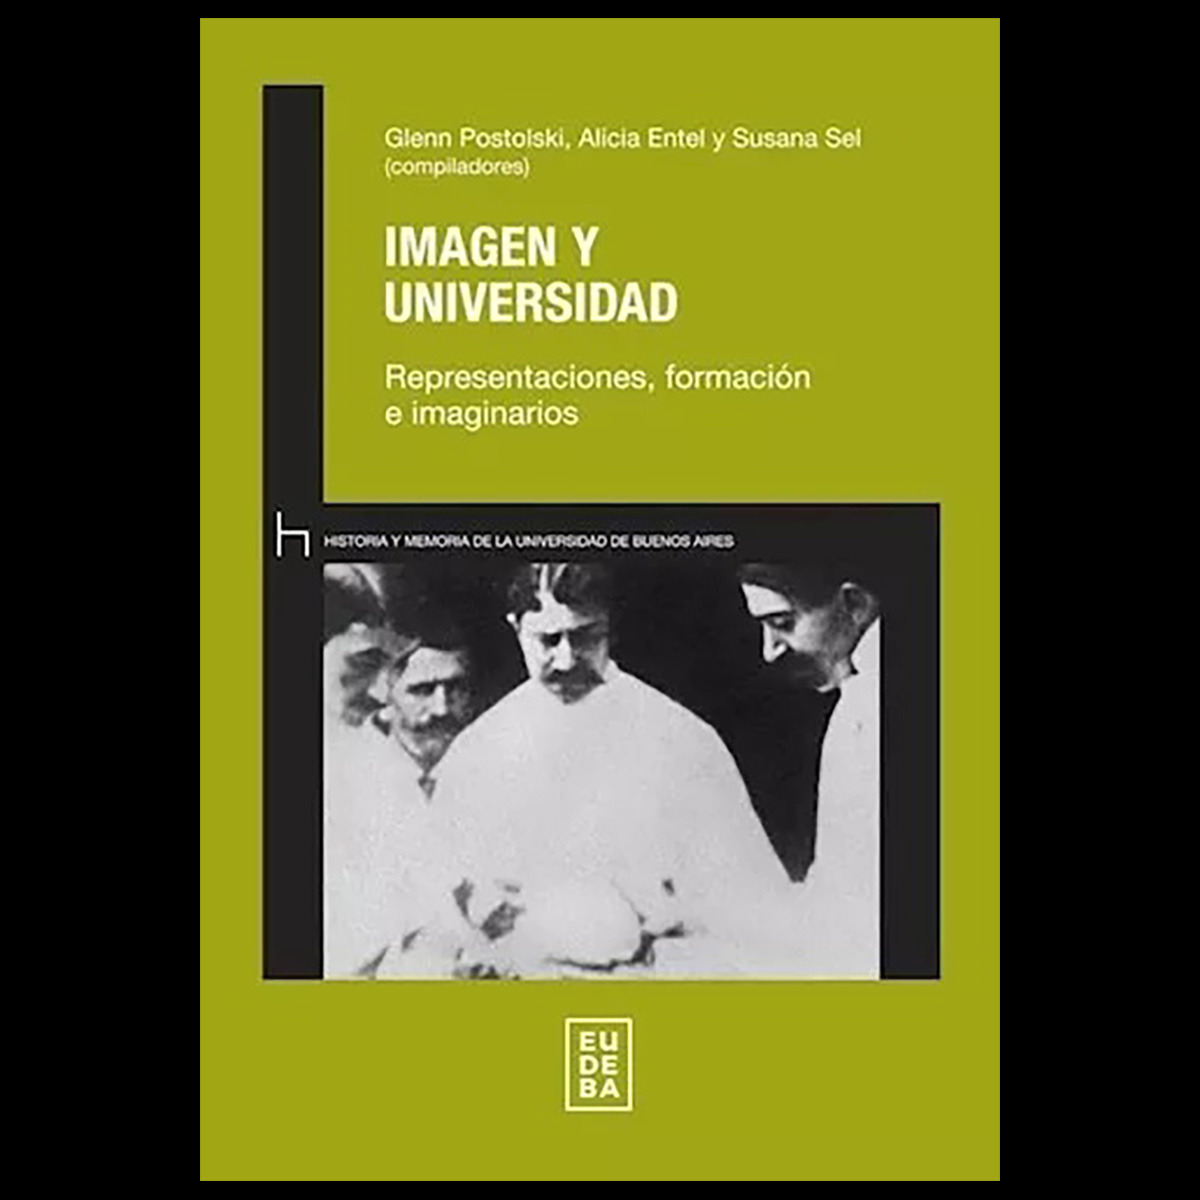 Glenn Postolski, Alicia Entel y Susana Sel
(compiladores)
IMAGEN Y
UNIVERSIDAD
Representaciones, formación
e imaginarios
h HISTORIA Y MEMORIA DE LA UNIVERSIDAD DE BUENOS AIRES
EU
DE
BA